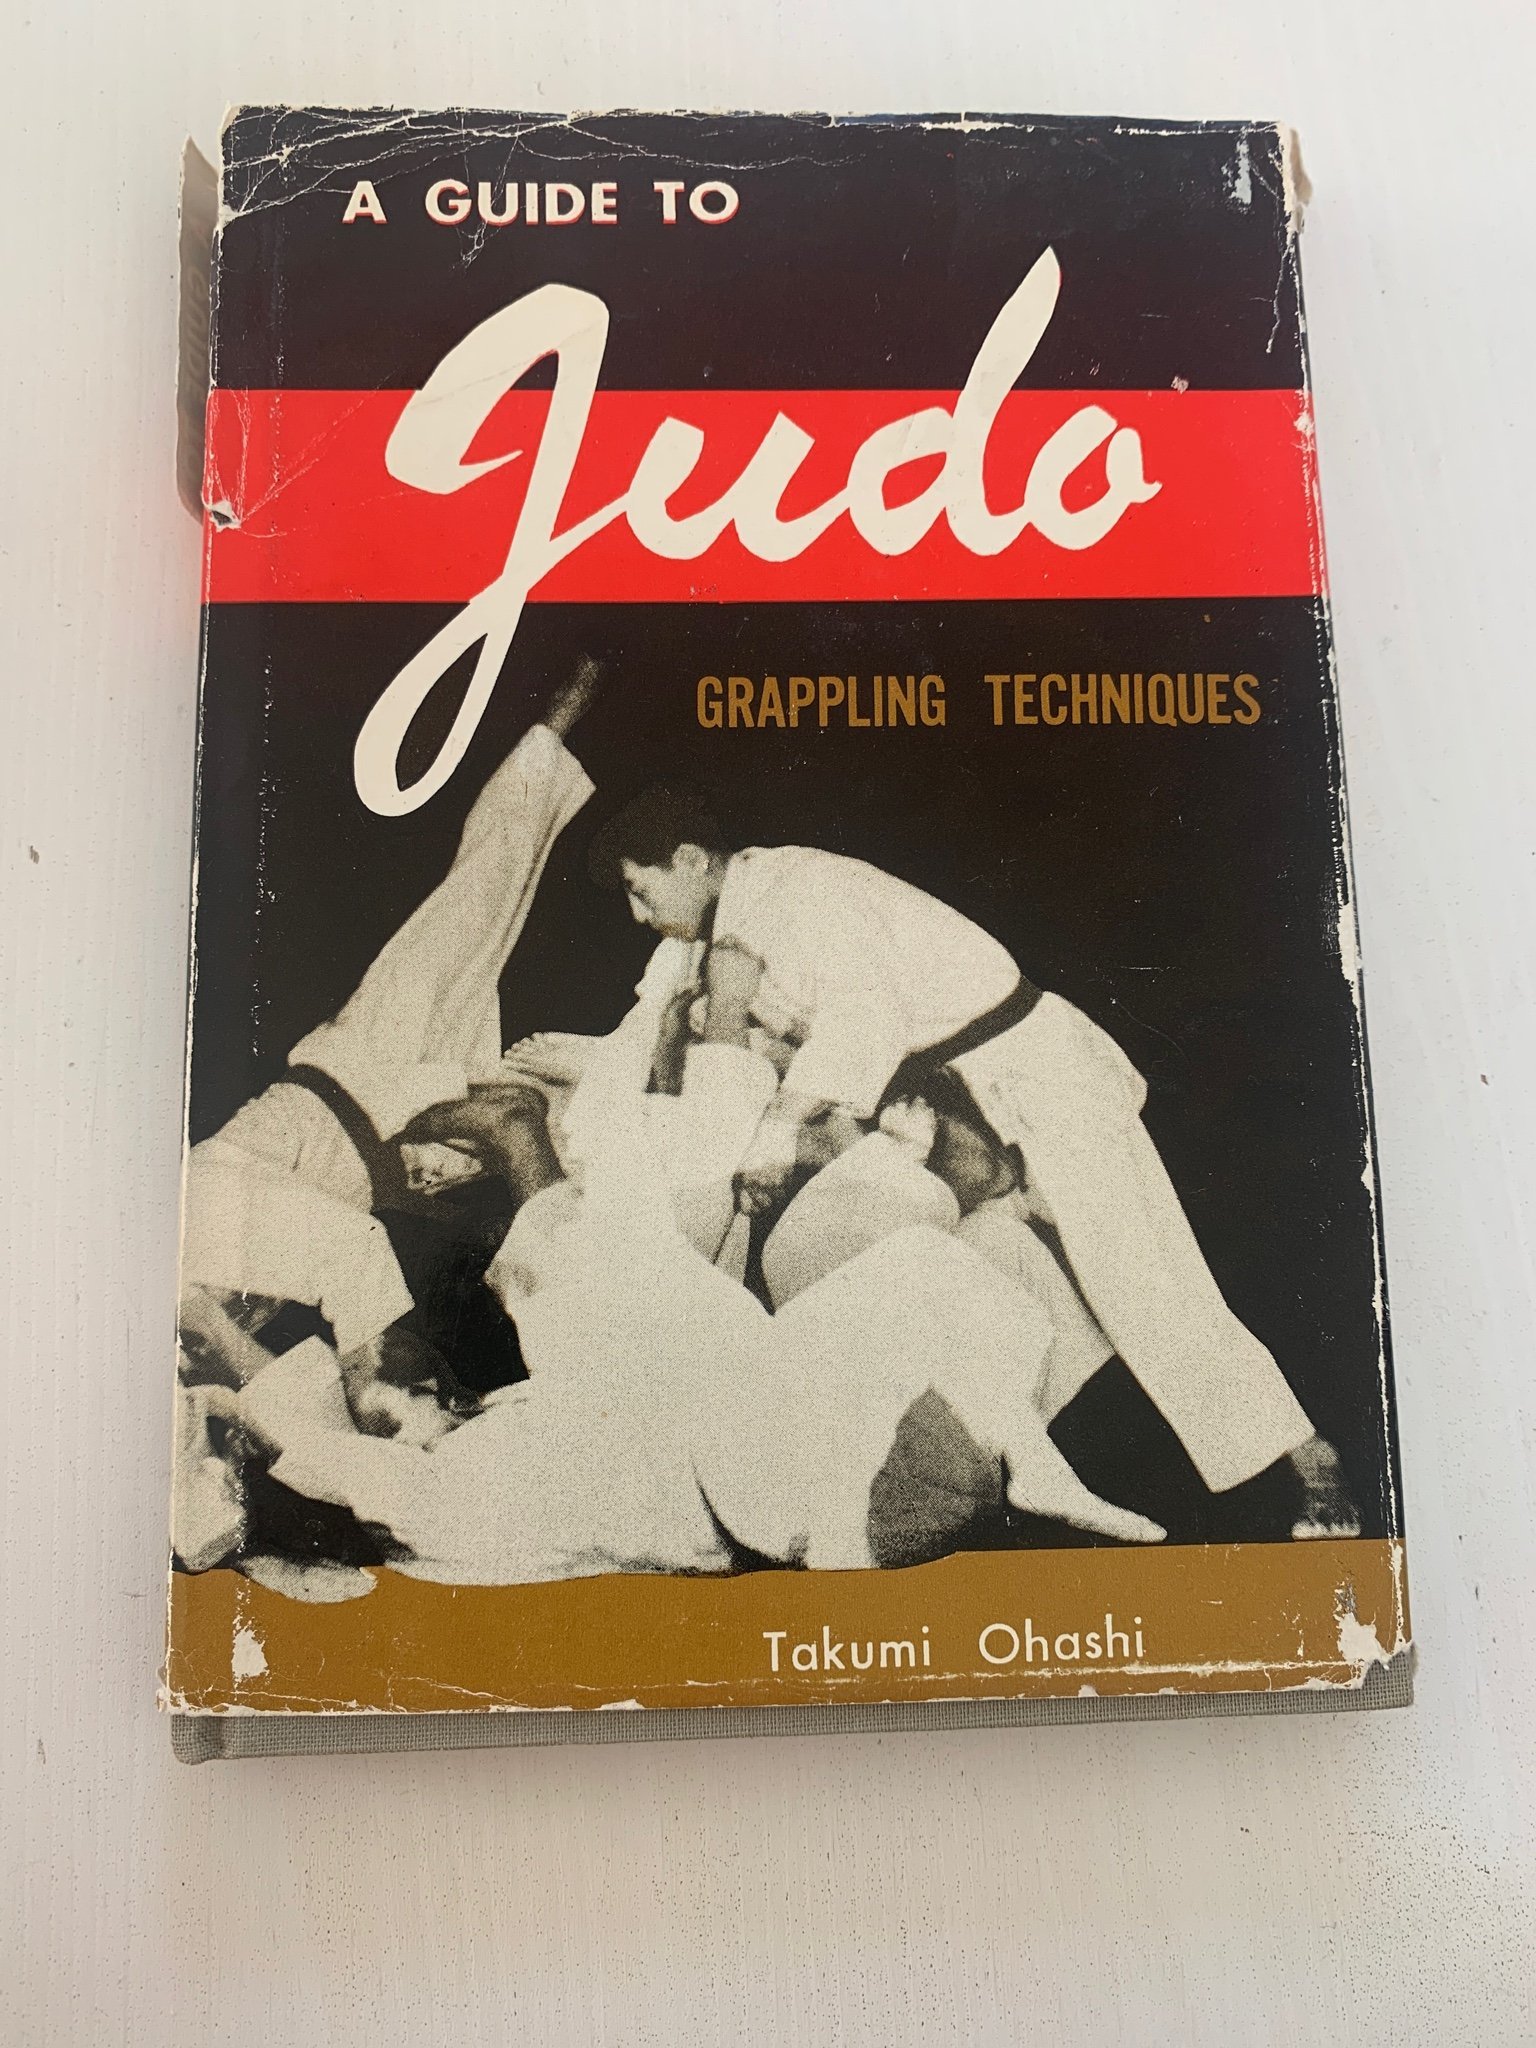 A GUIDE TO
Judo
GRAPPLING TECHNIQUES
Takumi Ohashi